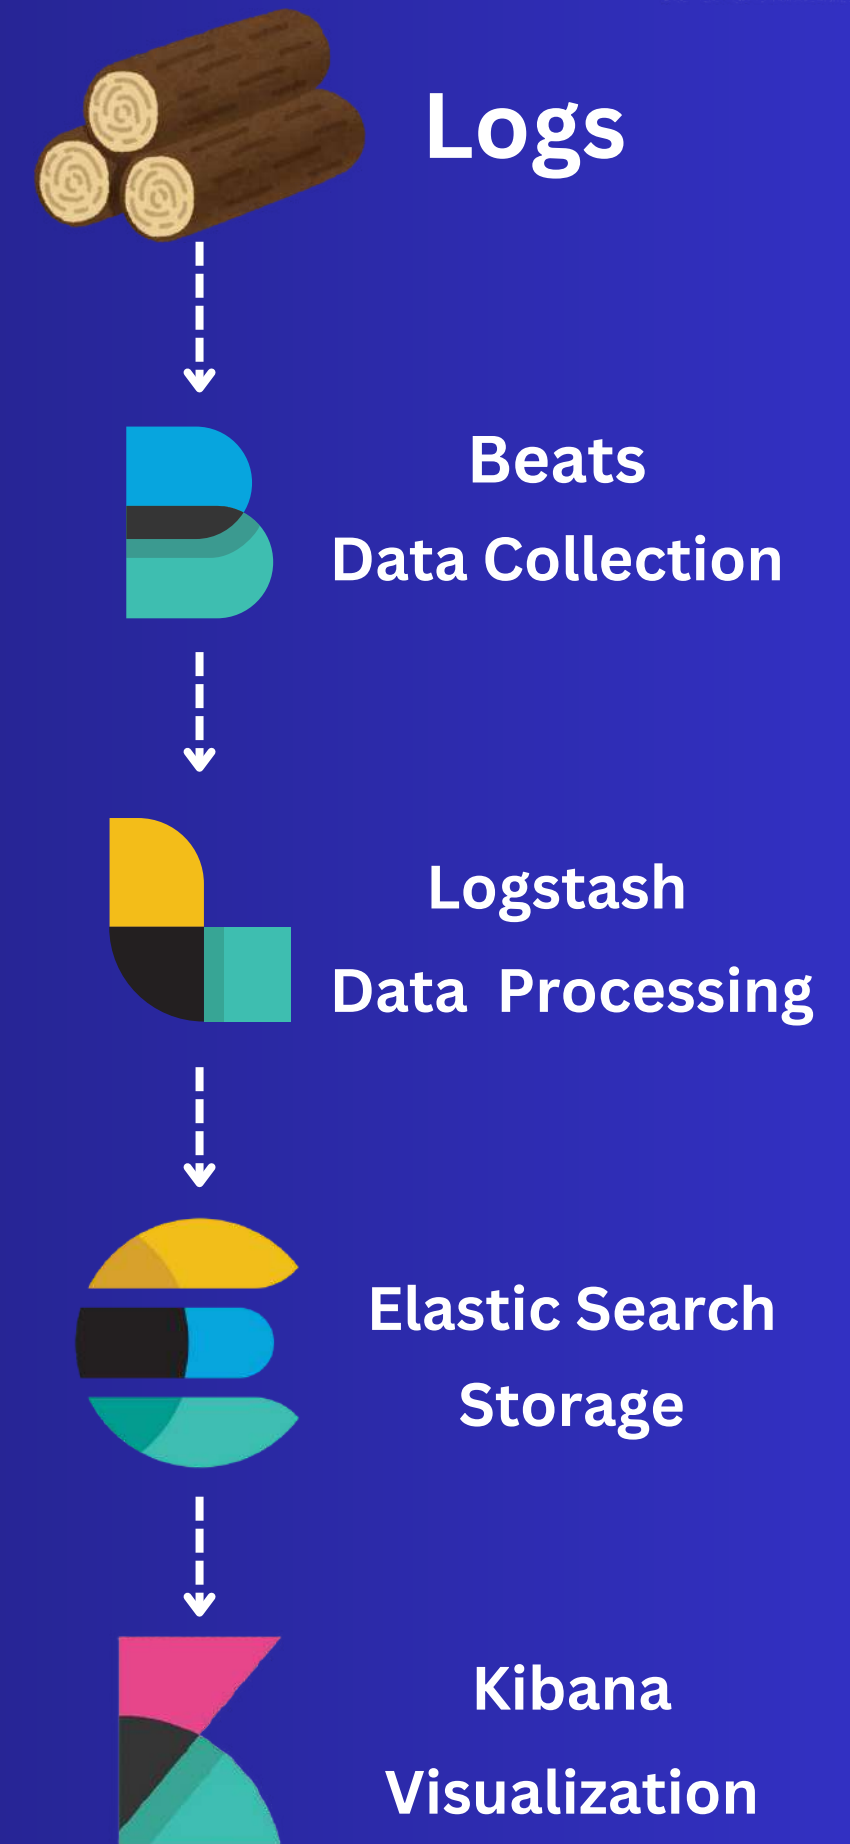 Logs
Beats
Data Collection
Logstash
Data Processing
Elastic Search
Storage
Kibana
Visualization